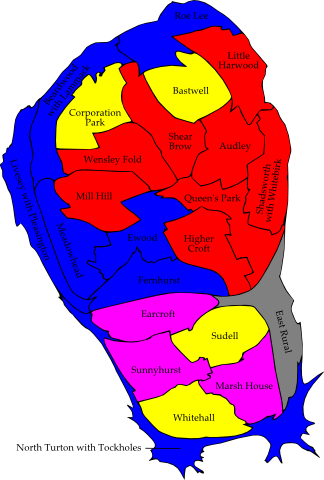 Roe Lee
Little
Harwood
Beardwood
with Lammack
Bastwell
Corporation
Park
Shear
Brow
Audley
Wensley Fold
Shadsworth
with Whitebirk
Mill Hill
Queen's Park
Livesey with Pleasington
Meadowhead
Ewood
Higher
Croft
Fernhurst
Earcroft
East Rural
Sudell
Sunnyhurst
Marsh House
Whitehall
North Turton with Tockholes